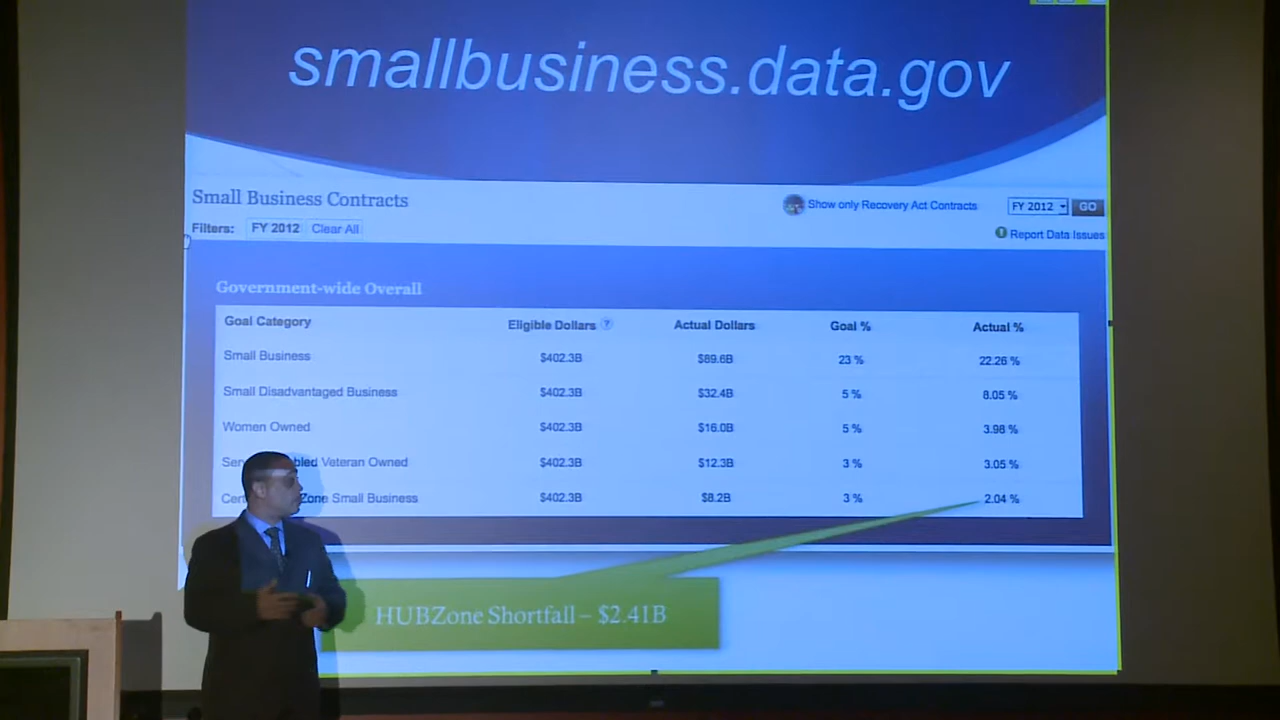 smallbusiness.data.gov
Small Business Contracts
Show only Recovery Act Contracts FY 2012 GO
Filters: FY 2012 Clear All
Report Data Issues
Government-wide Overall
Goal Category Eligible Dollars ? Actual Dollars Goal % Actual %
Small Business $402.3B $89.6B 23 % 22.26 %
Small Disadvantaged Business $402.3B $32.4B 5 % 8.05 %
Women Owned $402.3B $16.0B 5 % 3.98 %
Veteran Owned $402.3B $12.3B 3 % 3.05 %
Small Business $402.3B $8.2B 3 % 2.04 %
HUBZone Shortfall – $2.41B